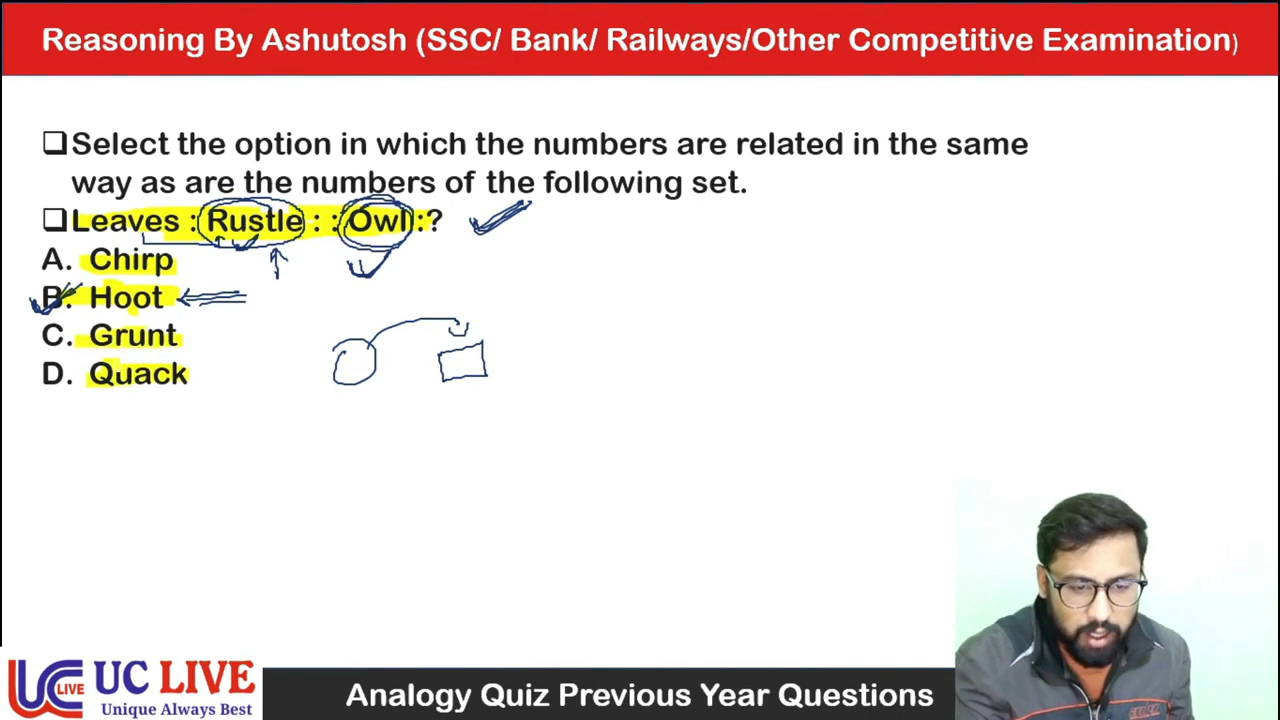 Reasoning By Ashutosh (SSC/ Bank/ Railways/Other Competitive Examination)
❑Select the option in which the numbers are related in the same
way as are the numbers of the following set.
❑Leaves : Rustle : : Owl :?
A. Chirp
B. Hoot
C. Grunt
D. Quack
UC LIVE UC LIVE
Unique Always Best
Analogy Quiz Previous Year Questions